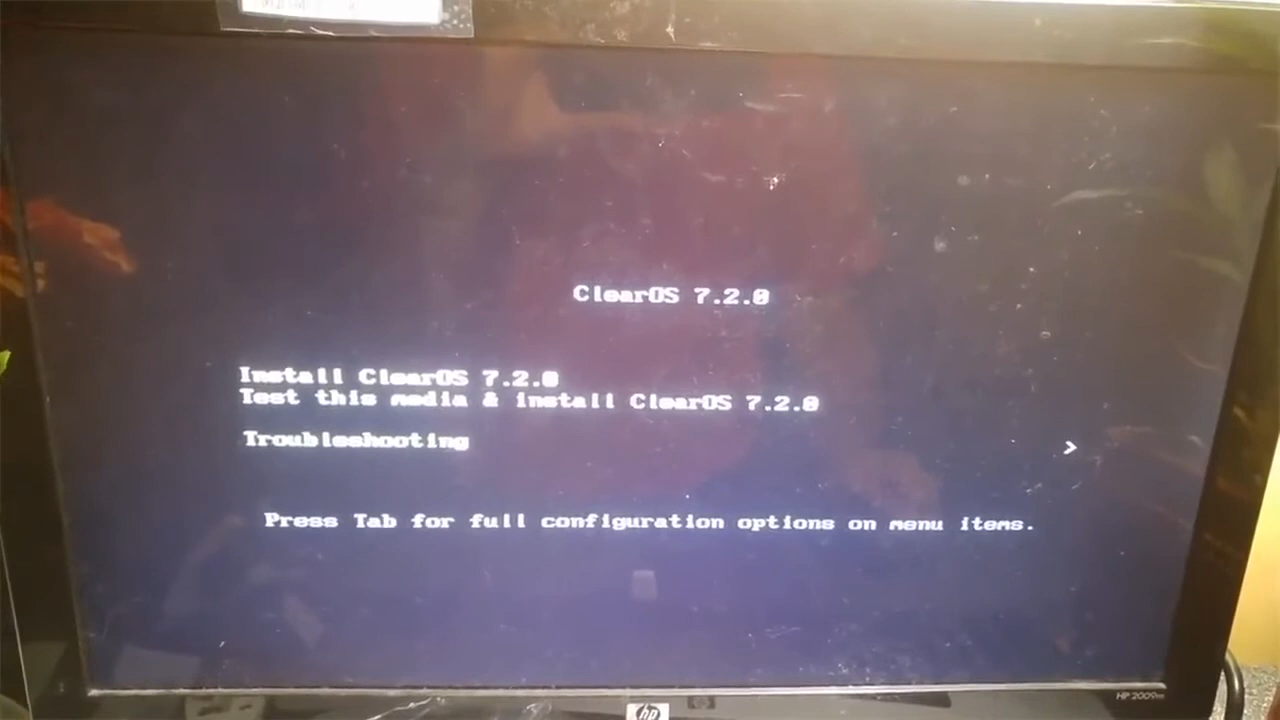 ClearOS 7.2.0
Install ClearOS 7.2.0
Test this media & install ClearOS 7.2.0
Troubleshooting >
Press Tab for full configuration options on menu items.
hp
HP 2009m